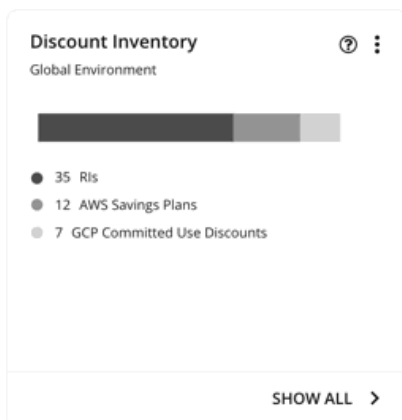 Discount Inventory
Global Environment
35 RIs
12 AWS Savings Plans
7 GCP Committed Use Discounts
SHOW ALL